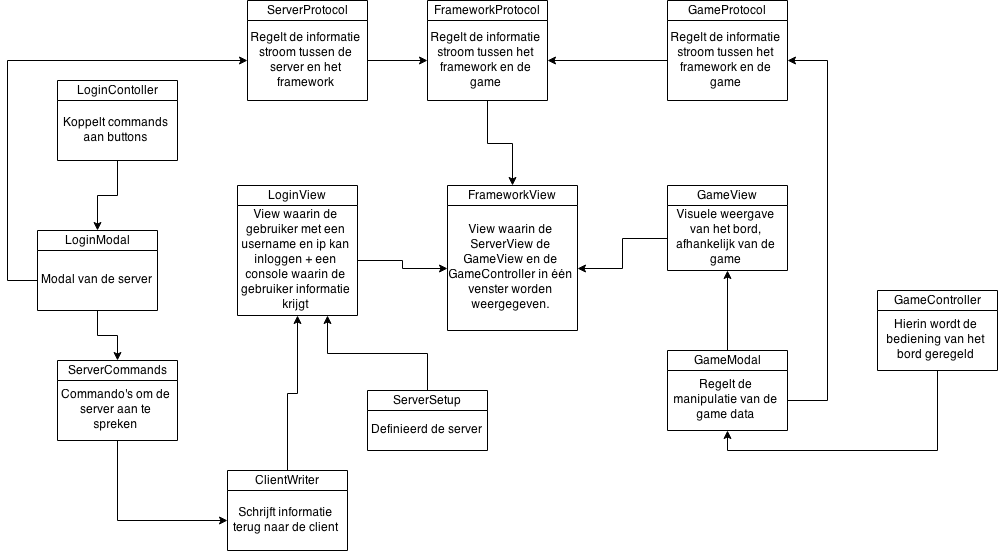 ServerProtocol
Regelt de informatie
stroom tussen de
server en het
framework
FrameworkProtocol
Regelt de informatie
stroom tussen het
framework en de
game
GameProtocol
Regelt de informatie
stroom tussen het
framework en de
game
LoginContoller
Koppelt commands
aan buttons
LoginModal
Modal van de server
LoginView
View waarin de
gebruiker met een
username en ip kan
inloggen + een
console waarin de
gebruiker informatie
krijgt
FrameworkView
View waarin de
ServerView de
GameView en de
GameController in één
venster worden
weergegeven.
GameView
Visuele weergave
van het bord,
afhankelijk van de
game
GameController
Hierin wordt de
bediening van het
bord geregeld
ServerCommands
Commando's om de
server aan te
spreken
ServerSetup
Definieerd de server
GameModal
Regelt de
manipulatie van de
game data
ClientWriter
Schrijft informatie
terug naar de client